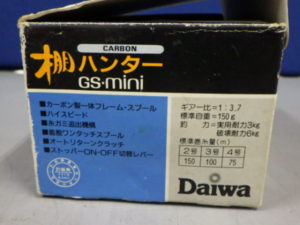 CARBON
棚ハンター
GS·mini
■カーボン製一体フレーム・スプール
■ハイスピード
■糸ガミ追出機構
■着脱ワンタッチスプール
■オートリターンクラッチ
■ストッパーON-OFF切替レバー
ギアー比=1:3.7
標準自重=150g
釣力=実用耐力3kg
破壊耐力6kg
標準巻糸量(m)
2号 3号 4号
150 100 75
Daiwa